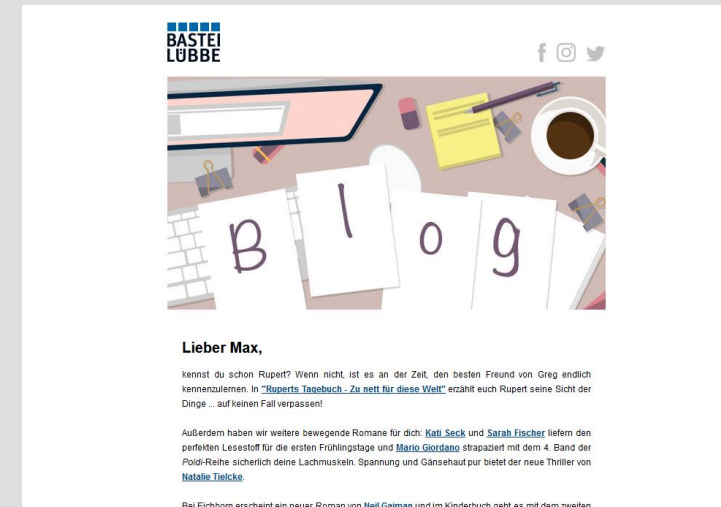 BASTEI
LÜBBE
Blog
Lieber Max,
kennst du schon Rupert? Wenn nicht, ist es an der Zeit, den besten Freund von Greg endlich
kennenzulernen. In "Ruperts Tagebuch - Zu nett für diese Welt" erzählt euch Rupert seine Sicht der
Dinge ... auf keinen Fall verpassen!
Außerdem haben wir weitere bewegende Romane für dich: Kati Seck und Sarah Fischer liefern den
perfekten Lesestoff für die ersten Frühlingstage und Mario Giordano strapaziert mit dem 4. Band der
Poldi-Reihe sicherlich deine Lachmuskeln. Spannung und Gänsehaut pur bietet der neue Thriller von
Natalie Tielcke.
Bei Eichborn erscheint ein neuer Roman von Neil Gaiman und im Kinderbuch geht es mit dem zweiten